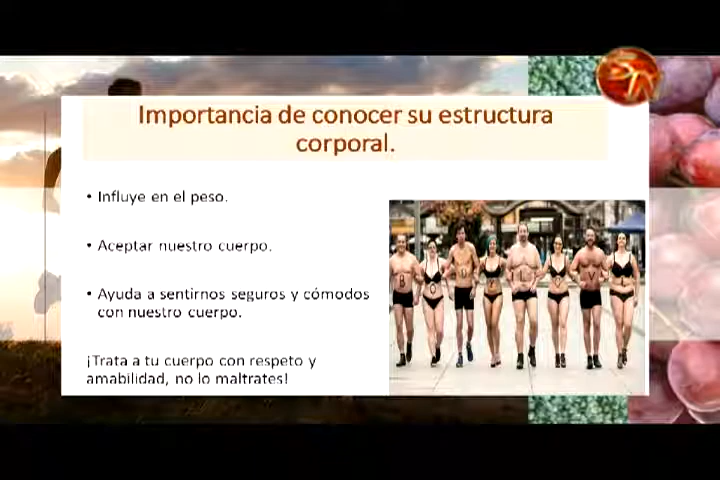 Importancia de conocer su estructura
corporal.
• Influye en el peso.
• Aceptar nuestro cuerpo.
• Ayuda a sentirnos seguros y cómodos
con nuestro cuerpo.
¡Trata a tu cuerpo con respeto y
amabilidad, no lo maltrates!